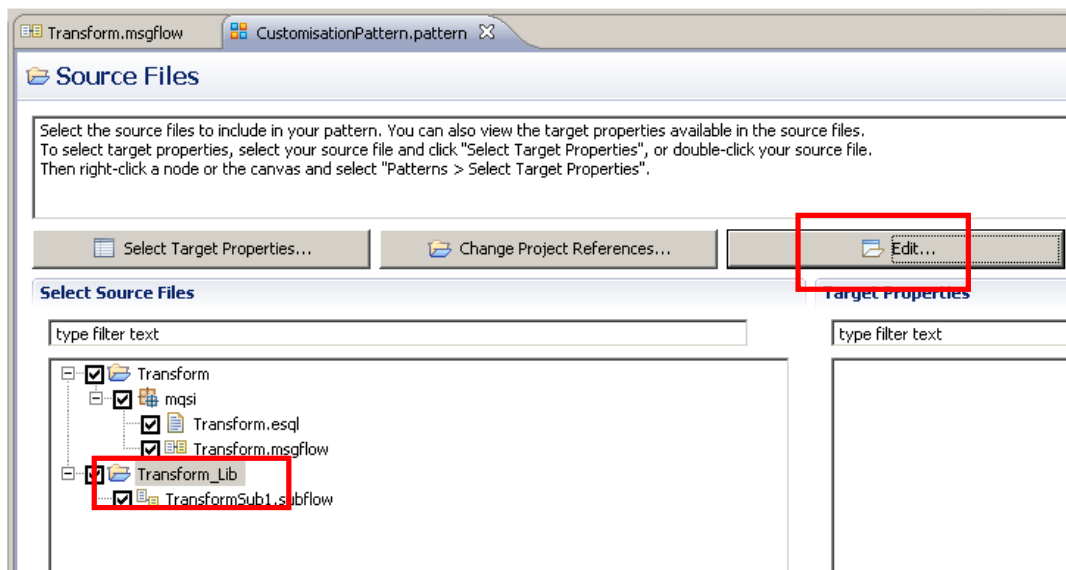 Transform.msgflow
CustomisationPattern.pattern
Source Files
Select the source files to include in your pattern. You can also view the target properties available in the source files.
To select target properties, select your source file and click "Select Target Properties", or double-click your source file.
Then right-click a node or the canvas and select "Patterns > Select Target Properties".
Select Target Properties...
Change Project References...
Edit...
Select Source Files
Target Properties
type filter text
type filter text
Transform
mqsi
Transform.esql
Transform.msgflow
Transform_Lib
TransformSub1.subflow